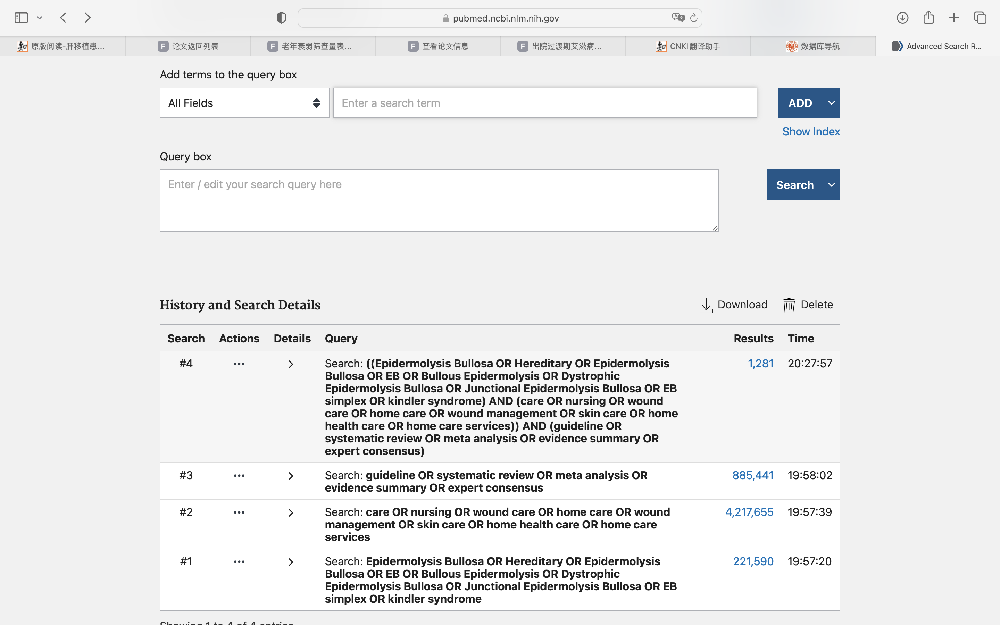 pubmed.ncbi.nlm.nih.gov
原版阅读-肝移植患...
F 论文返回列表
F 老年衰弱筛查量表...
F 查看论文信息
F 出院过渡期艾滋病...
CNKI翻译助手
数据库导航
Advanced Search R...
Add terms to the query box
All Fields
Enter a search term
ADD
Show Index
Query box
Enter / edit your search query here
Search
History and Search Details
Download
Delete
Search Actions Details Query Results Time
#4 ... Search: ((Epidermolysis Bullosa OR Hereditary OR Epidermolysis 1,281 20:27:57
Bullosa OR EB OR Bullous Epidermolysis OR Dystrophic
Epidermolysis Bullosa OR Junctional Epidermolysis Bullosa OR EB
simplex OR kindler syndrome) AND (care OR nursing OR wound
care OR home care OR wound management OR skin care OR home
health care OR home care services)) AND (guideline OR
systematic review OR meta analysis OR evidence summary OR
expert consensus)
#3 ... Search: guideline OR systematic review OR meta analysis OR 885,441 19:58:02
evidence summary OR expert consensus
#2 ... Search: care OR nursing OR wound care OR home care OR wound 4,217,655 19:57:39
management OR skin care OR home health care OR home care
services
#1 ... Search: Epidermolysis Bullosa OR Hereditary OR Epidermolysis 221,590 19:57:20
Bullosa OR EB OR Bullous Epidermolysis OR Dystrophic
Epidermolysis Bullosa OR Junctional Epidermolysis Bullosa OR EB
simplex OR kindler syndrome
Showing 1 to 4 of 4 entries